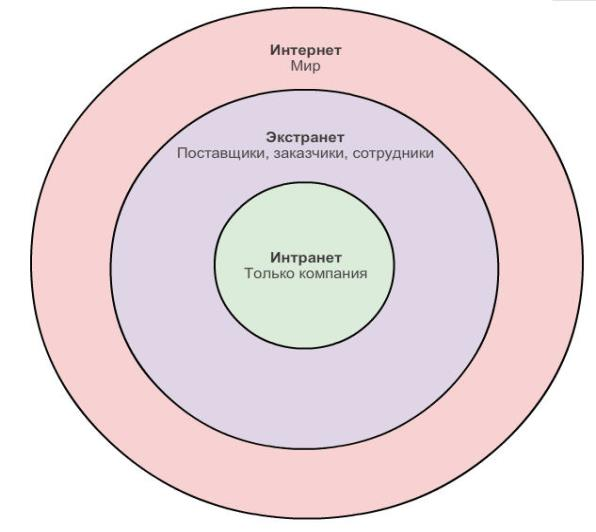 Интернет
Мир
Экстранет
Поставщики, заказчики, сотрудники
Интранет
Только компания